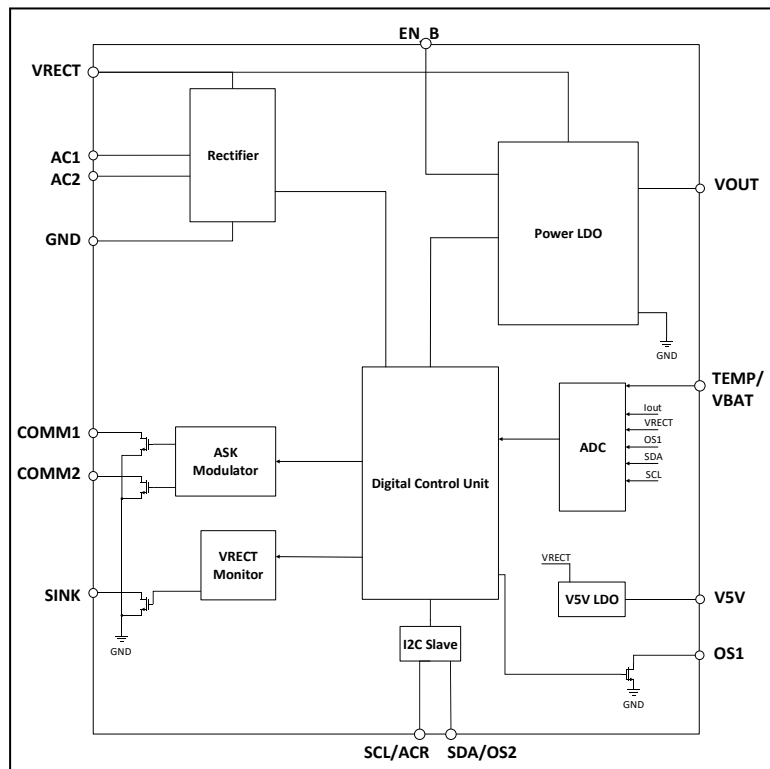 EN_B
VRECT
Rectifier
AC1
AC2
GND
Power LDO
VOUT
GND
TEMP/
VBAT
Iout
VRECT
OS1
SDA
SCL
ADC
COMM1
COMM2
ASK
Modulator
Digital Control Unit
VRECT
Monitor
SINK
GND
VRECT
V5V LDO
V5V
I2C Slave
OS1
GND
SCL/ACR
SDA/OS2